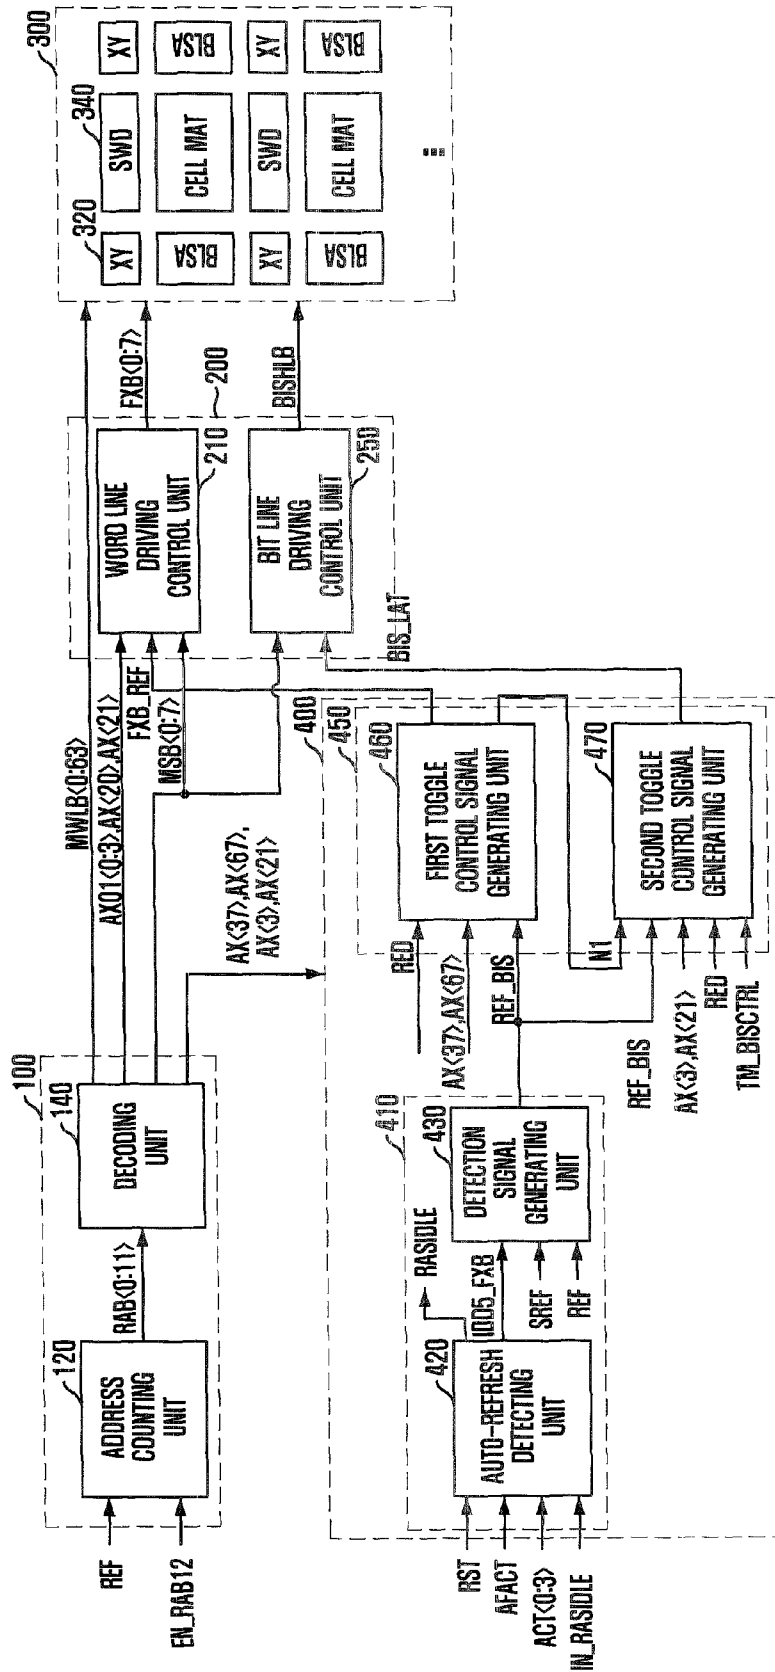 100
REF
EN_RAB12
120
ADDRESS
COUNTING
UNIT
RAB<0:11>
140
DECODING
UNIT
MWLB<0:63>
AX01<0:3>,AX<20>,AX<21>
FXB_REF
MSB<0:7>
AX<37>,AX<67>,
AX<3>,AX<21>
200
WORD LINE
DRIVING
CONTROL UNIT
210
BIT LINE
DRIVING
CONTROL UNIT
250
BIS_LAT
FXB<0:7>
BISHLB
300
320
340
XY
SWD
XY
BLSA
CELL MAT
BLSA
XY
SWD
XY
BLSA
CELL MAT
BLSA
400
410
RST
AFACT
ACT<0:3>
IN_RASIDLE
420
AUTO-REFRESH
DETECTING
UNIT
RASIDLE
IDD5_FXB
SREF
REF
430
DETECTION
SIGNAL
GENERATING
UNIT
450
RED
AX<37>,AX<67>
REF_BIS
460
FIRST TOGGLE
CONTROL SIGNAL
GENERATING UNIT
N1
REF_BIS
AX<3>,AX<21>
RED
TM_BISCTRL
470
SECOND TOGGLE
CONTROL SIGNAL
GENERATING UNIT